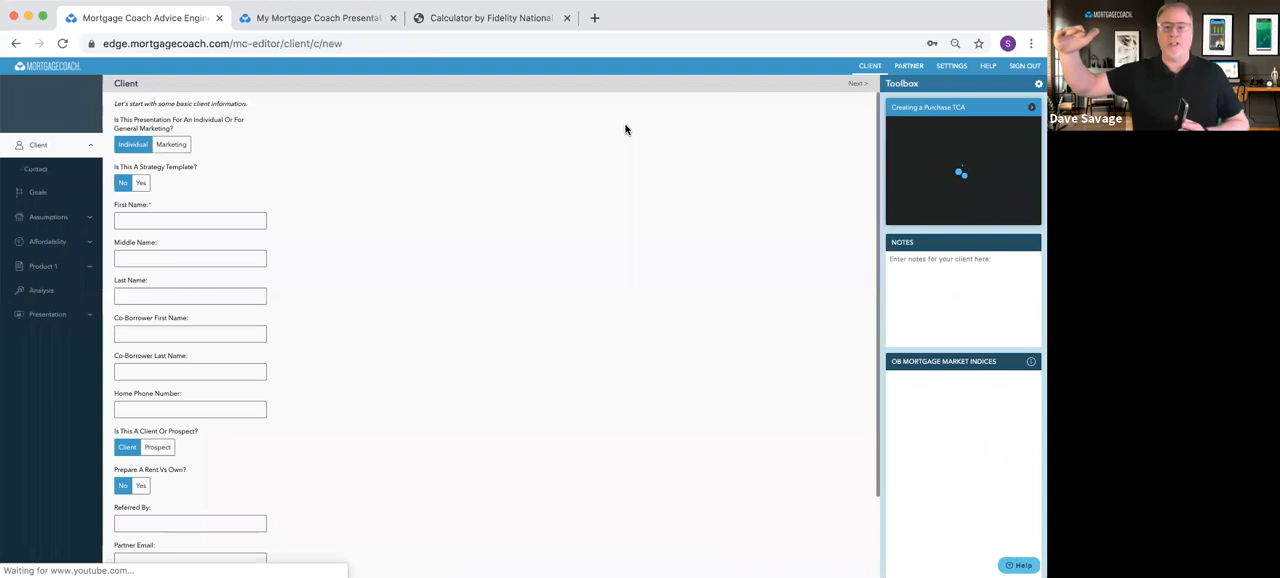 Mortgage Coach Advice Engin
My Mortgage Coach Presentat
Calculator by Fidelity National
edge.mortgagecoach.com/mc-editor/client/c/new
S
MORTGAGECOACH.
MORTGAGECOACH.
CLIENT
PARTNER
SETTINGS
HELP
SIGN OUT
Client
Next >
Toolbox
Let's start with some basic client information.
Is This Presentation For An Individual Or For
General Marketing?
Individual
Marketing
Is This A Strategy Template?
No
Yes
First Name:*
Middle Name:
Last Name:
Co-Borrower First Name:
Co-Borrower Last Name:
Home Phone Number:
Is This A Client Or Prospect?
Client
Prospect
Prepare A Rent Vs Own?
No
Yes
Referred By:
Partner Email:
Client
Contact
Goals
Assumptions
Affordability
Product 1
Analysis
Presentation
Creating a Purchase TCA
NOTES
Enter notes for your client here:
OB MORTGAGE MARKET INDICES
Help
Dave Savage
Waiting for www.youtube.com...